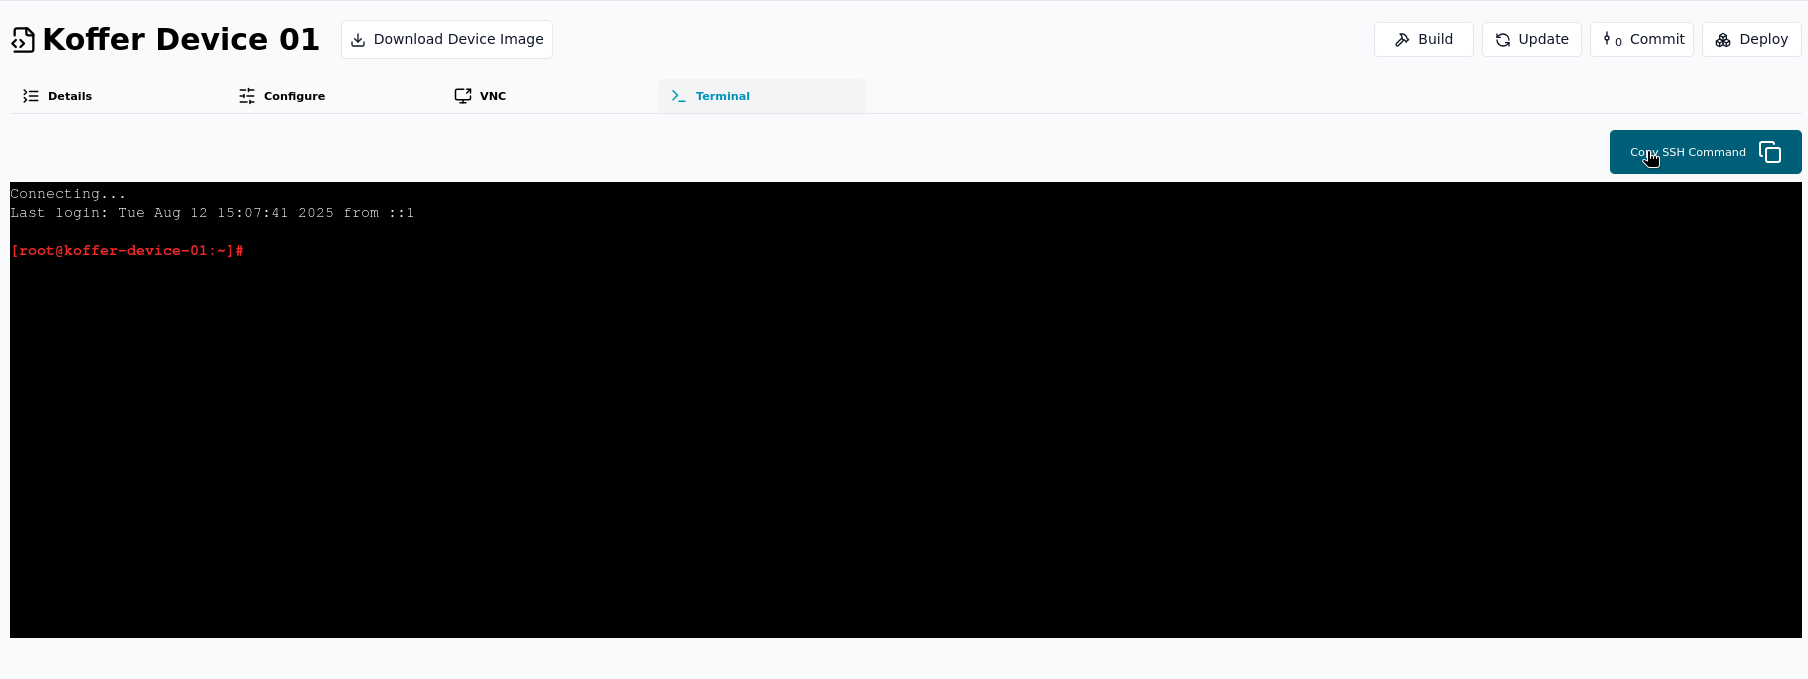 Koffer Device 01
Download Device Image
Build
Update
0 Commit
Deploy
Details
Configure
VNC
Terminal
Copy SSH Command
Connecting...
Last login: Tue Aug 12 15:07:41 2025 from ::1
[root@koffer-device-01:~]#